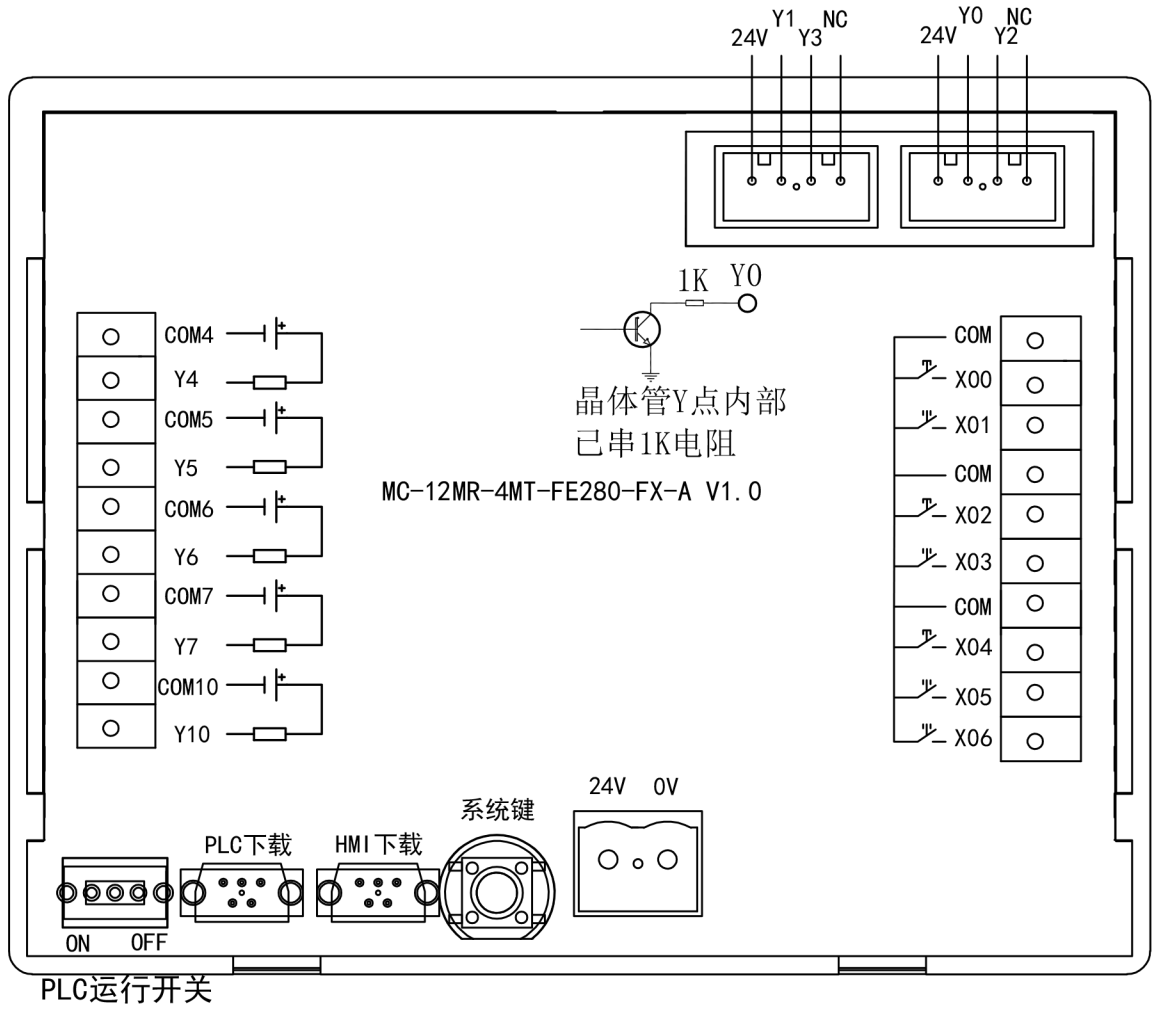 Y1 NC Y0 NC
24V Y3 24V Y2
1K Y0
COM4
Y4
COM5
Y5
COM6
Y6
COM7
Y7
COM10
Y10
晶体管Y点内部
已串1K电阻
MC-12MR-4MT-FE280-FX-A V1.0
COM
X00
X01
COM
X02
X03
COM
X04
X05
X06
24V 0V
系统键
PLC下载
HMI下载
ON OFF
PLC运行开关